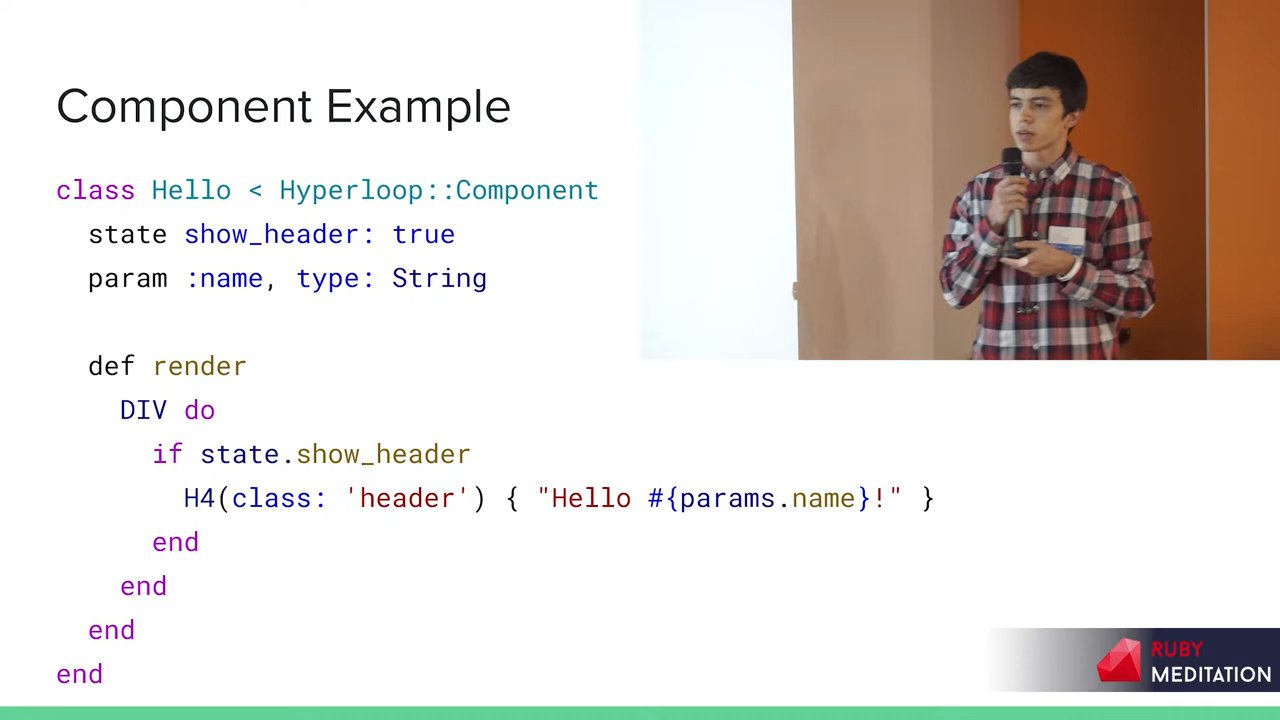 Component Example
class Hello < Hyperloop::Component
  state show_header: true
  param :name, type: String
  def render
    DIV do
      if state.show_header
        H4(class: 'header') { "Hello #{params.name}!" }
      end
    end
  end
end
RUBY
MEDITATION